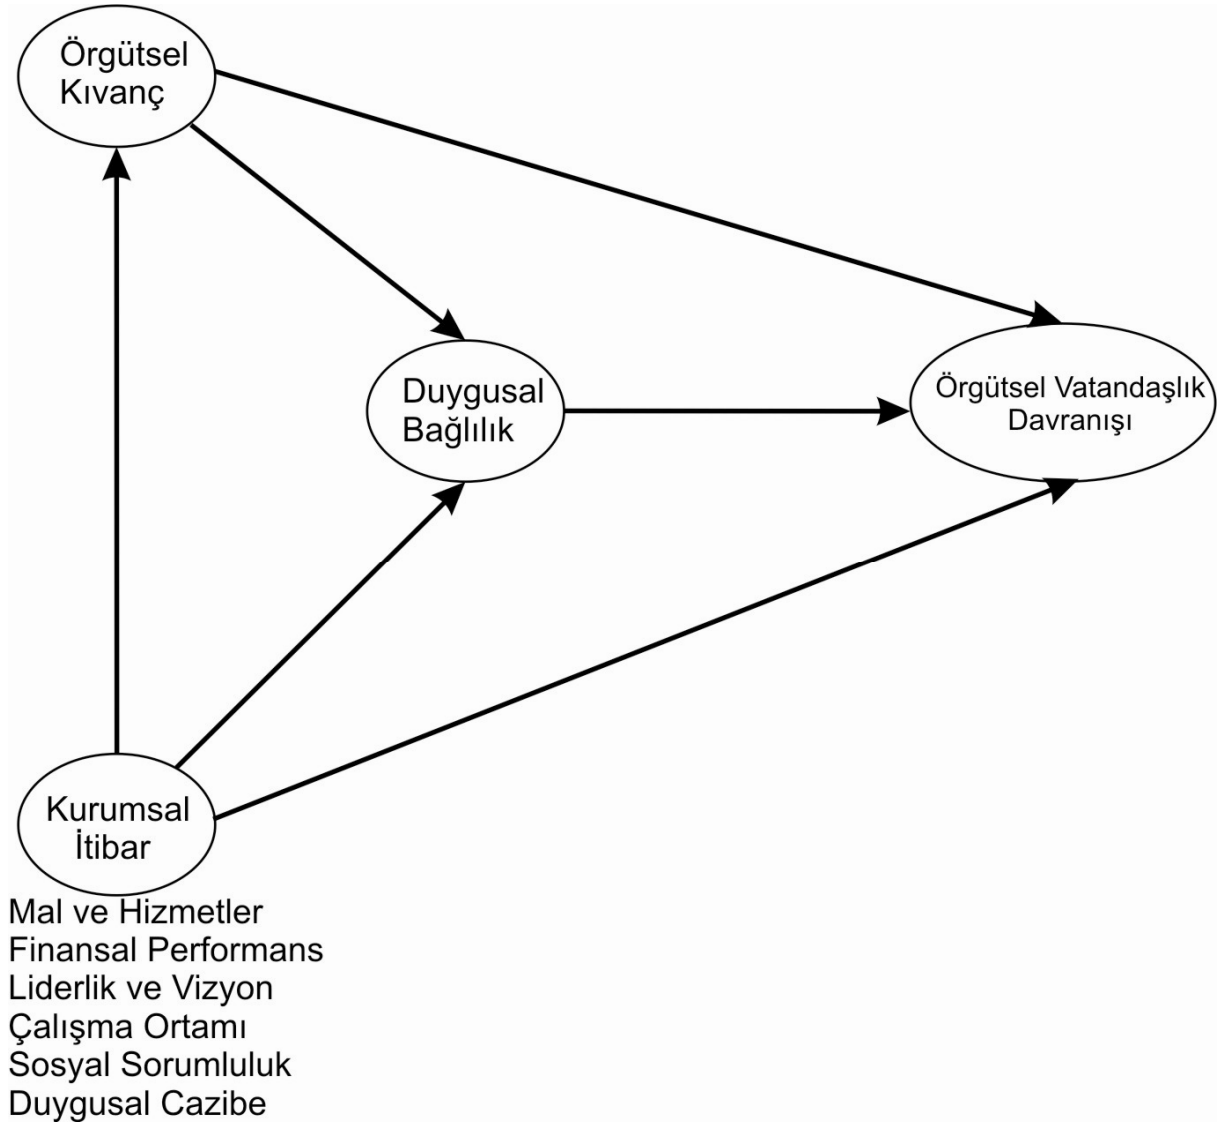 Örgütsel
Kıvanç
Duygusal
Bağlılık
Örgütsel Vatandaşlık
Davranışı
Kurumsal
İtibar
Mal ve Hizmetler
Finansal Performans
Liderlik ve Vizyon
Çalışma Ortamı
Sosyal Sorumluluk
Duygusal Cazibe